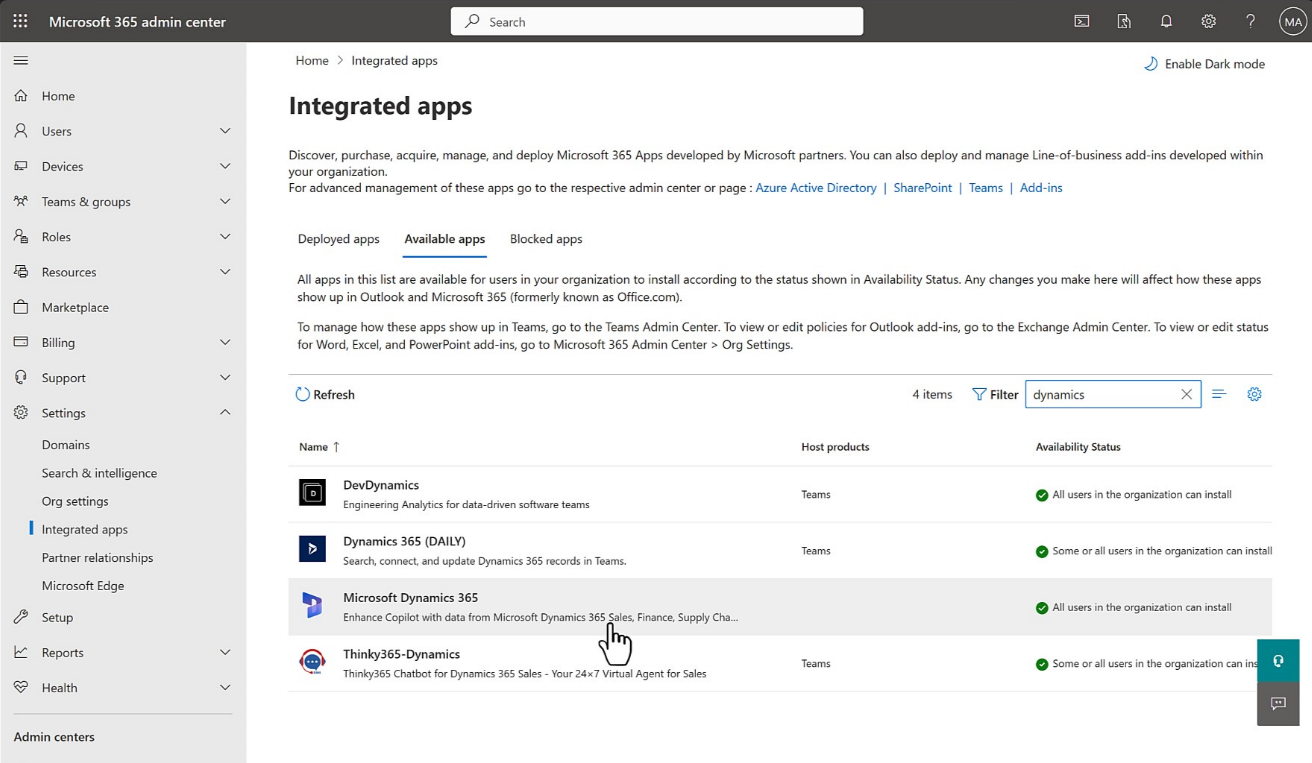 Microsoft 365 admin center
Search
MA
Home
Users
Devices
Teams & groups
Roles
Resources
Marketplace
Billing
Support
Settings
Domains
Search & intelligence
Org settings
Integrated apps
Partner relationships
Microsoft Edge
Setup
Reports
Health
Admin centers
Home > Integrated apps
Enable Dark mode
Integrated apps
Discover, purchase, acquire, manage, and deploy Microsoft 365 Apps developed by Microsoft partners. You can also deploy and manage Line-of-business add-ins developed within
your organization.
For advanced management of these apps go to the respective admin center or page : Azure Active Directory | SharePoint | Teams | Add-ins
Deployed apps Available apps Blocked apps
All apps in this list are available for users in your organization to install according to the status shown in Availability Status. Any changes you make here will affect how these apps
show up in Outlook and Microsoft 365 (formerly known as Office.com).
To manage how these apps show up in Teams, go to the Teams Admin Center. To view or edit policies for Outlook add-ins, go to the Exchange Admin Center. To view or edit status
for Word, Excel, and PowerPoint add-ins, go to Microsoft 365 Admin Center > Org Settings.
Refresh 4 items Filter dynamics
Name ↑ Host products Availability Status
DevDynamics
Engineering Analytics for data-driven software teams
Teams
All users in the organization can install
Dynamics 365 (DAILY)
Search, connect, and update Dynamics 365 records in Teams.
Teams
Some or all users in the organization can install
Microsoft Dynamics 365
Enhance Copilot with data from Microsoft Dynamics 365 Sales, Finance, Supply Cha...
All users in the organization can install
Thinky365-Dynamics
Thinky365 Chatbot for Dynamics 365 Sales - Your 24×7 Virtual Agent for Sales
Teams
Some or all users in the organization can ins